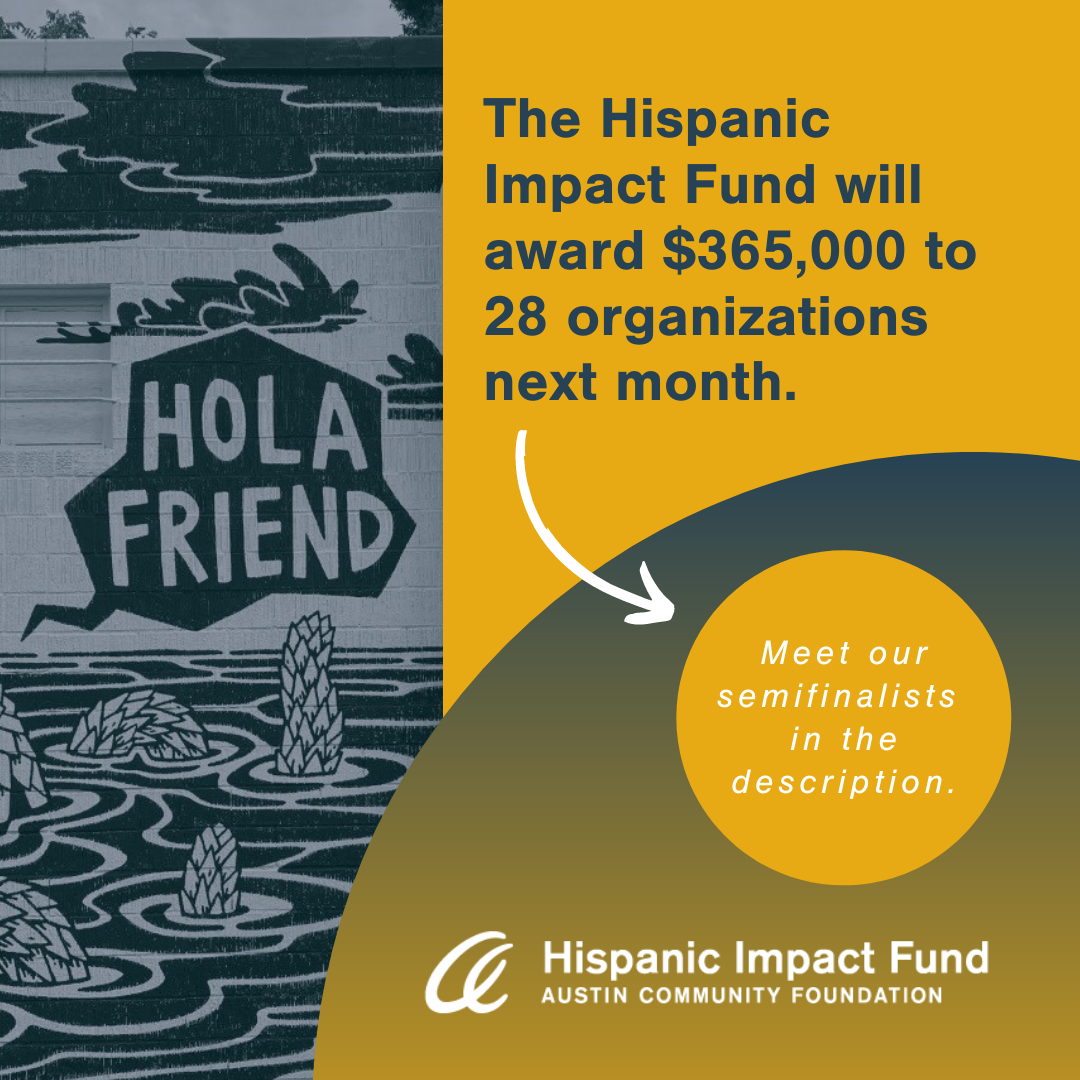 HOLA
FRIEND
The Hispanic
Impact Fund will
award $365,000 to
28 organizations
next month.
Meet our
semifinalists
in the
description.
Hispanic Impact Fund
AUSTIN COMMUNITY FOUNDATION